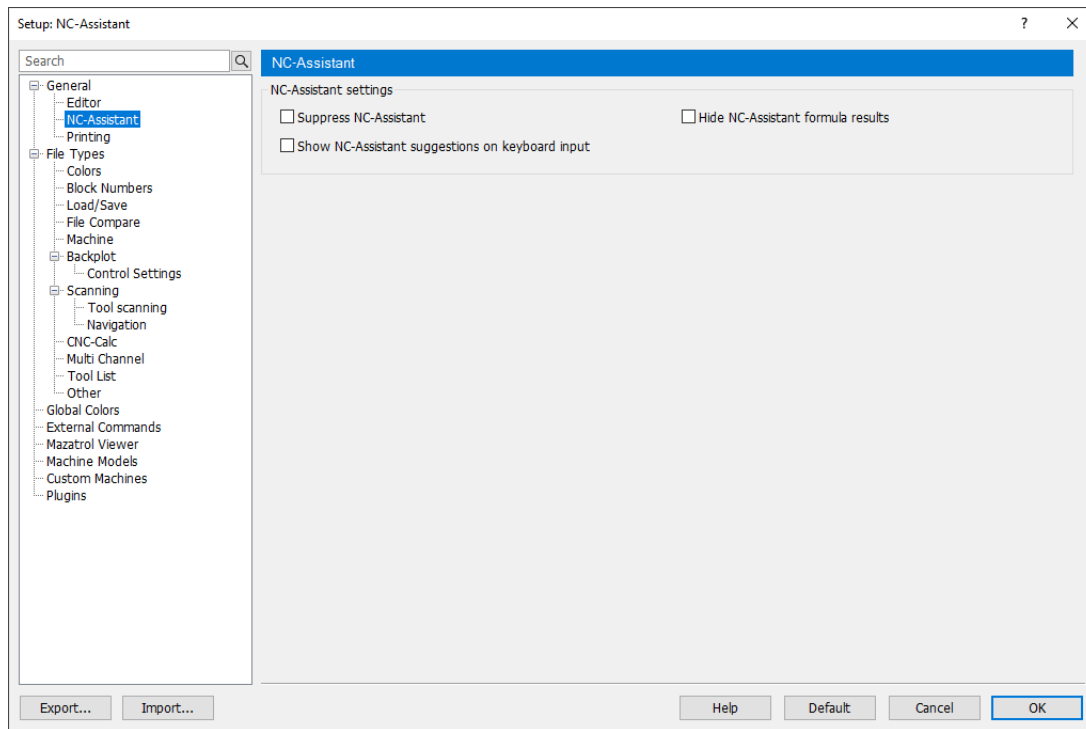 Setup: NC-Assistant
?
Search
NC-Assistant
General
Editor
NC-Assistant
Printing
File Types
Colors
Block Numbers
Load/Save
File Compare
Machine
Backplot
Control Settings
Scanning
Tool scanning
Navigation
CNC-Calc
Multi Channel
Tool List
Other
Global Colors
External Commands
Mazatrol Viewer
Machine Models
Custom Machines
Plugins
NC-Assistant settings
Suppress NC-Assistant
Hide NC-Assistant formula results
Show NC-Assistant suggestions on keyboard input
Export...
Import...
Help
Default
Cancel
OK